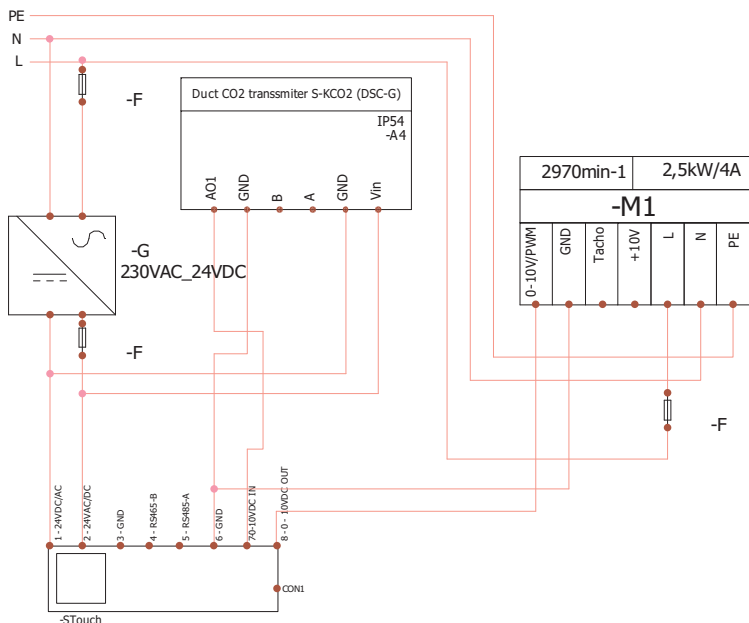 PE
N
L
-F
Duct CO2 transsmiter S-KCO2 (DSC-G)
IP54
-A4
AO1
GND
B
A
GND
Vin
2970min-1
2,5kW/4A
-M1
0-10V/PWM
GND
Tacho
+10V
L
N
PE
-G
230VAC_24VDC
-F
-F
1 - 24VDC/AC
2 - 24VAC/DC
3 - GND
4 - RS465-B
5 - RS485-A
6 - GND
7-0-10VDC IN
8 - 0 - 10VDC OUT
CON1
-STouch